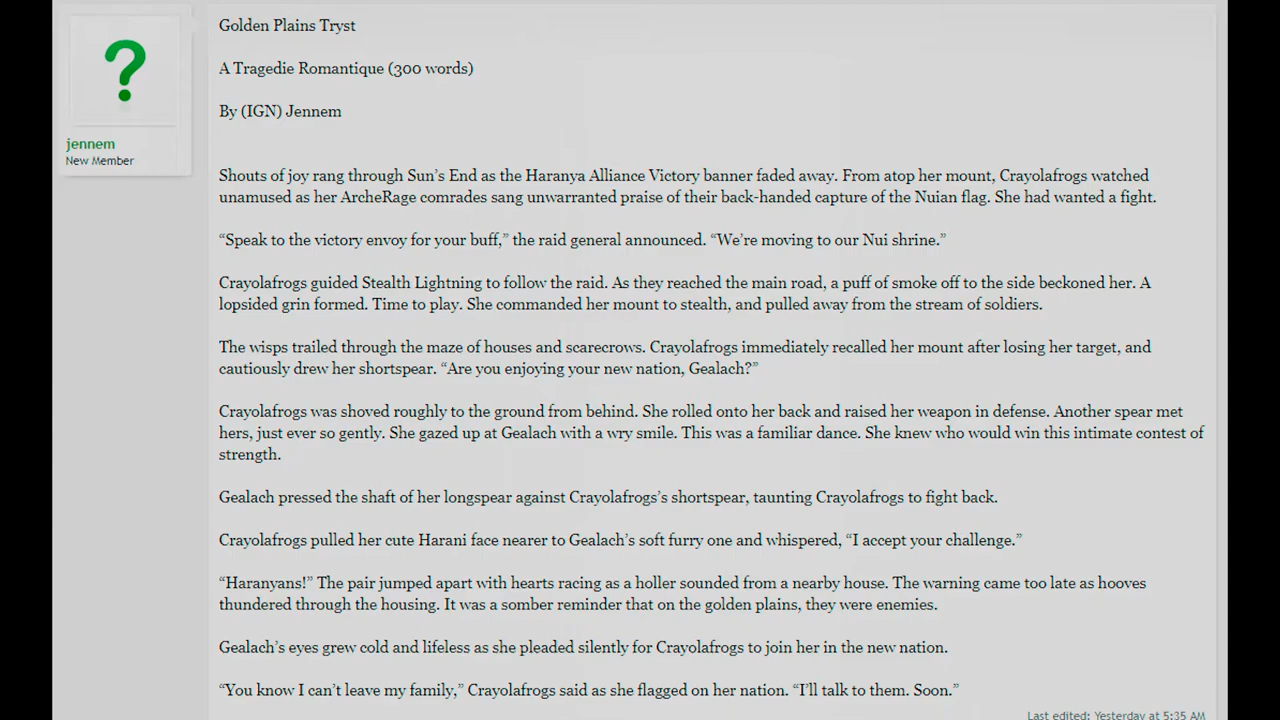 Golden Plains Tryst
A Tragedie Romantique (300 words)
By (IGN) Jennem
?
jennem
New Member
Shouts of joy rang through Sun’s End as the Haranya Alliance Victory banner faded away. From atop her mount, Crayolafrogs watched
unamused as her ArcheRage comrades sang unwarranted praise of their back-handed capture of the Nuian flag. She had wanted a fight.
“Speak to the victory envoy for your buff,” the raid general announced. “We’re moving to our Nui shrine.”
Crayolafrogs guided Stealth Lightning to follow the raid. As they reached the main road, a puff of smoke off to the side beckoned her. A
lopsided grin formed. Time to play. She commanded her mount to stealth, and pulled away from the stream of soldiers.
The wisps trailed through the maze of houses and scarecrows. Crayolafrogs immediately recalled her mount after losing her target, and
cautiously drew her shortspear. “Are you enjoying your new nation, Gealach?”
Crayolafrogs was shoved roughly to the ground from behind. She rolled onto her back and raised her weapon in defense. Another spear met
hers, just ever so gently. She gazed up at Gealach with a wry smile. This was a familiar dance. She knew who would win this intimate contest of
strength.
Gealach pressed the shaft of her longspear against Crayolafrogs’s shortspear, taunting Crayolafrogs to fight back.
Crayolafrogs pulled her cute Harani face nearer to Gealach’s soft furry one and whispered, “I accept your challenge.”
“Haranyans!” The pair jumped apart with hearts racing as a holler sounded from a nearby house. The warning came too late as hooves
thundered through the housing. It was a somber reminder that on the golden plains, they were enemies.
Gealach’s eyes grew cold and lifeless as she pleaded silently for Crayolafrogs to join her in the new nation.
“You know I can’t leave my family,” Crayolafrogs said as she flagged on her nation. “I’ll talk to them. Soon.”
Last edited: Yesterday at 5:35 AM